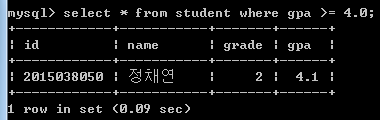 mysql> select * from student where gpa >= 4.0;
+------------+--------+-------+------+
| id         | name   | grade | gpa  |
+------------+--------+-------+------+
| 2015038050 | 정채연 |     2 |  4.1 |
+------------+--------+-------+------+
1 row in set (0.09 sec)